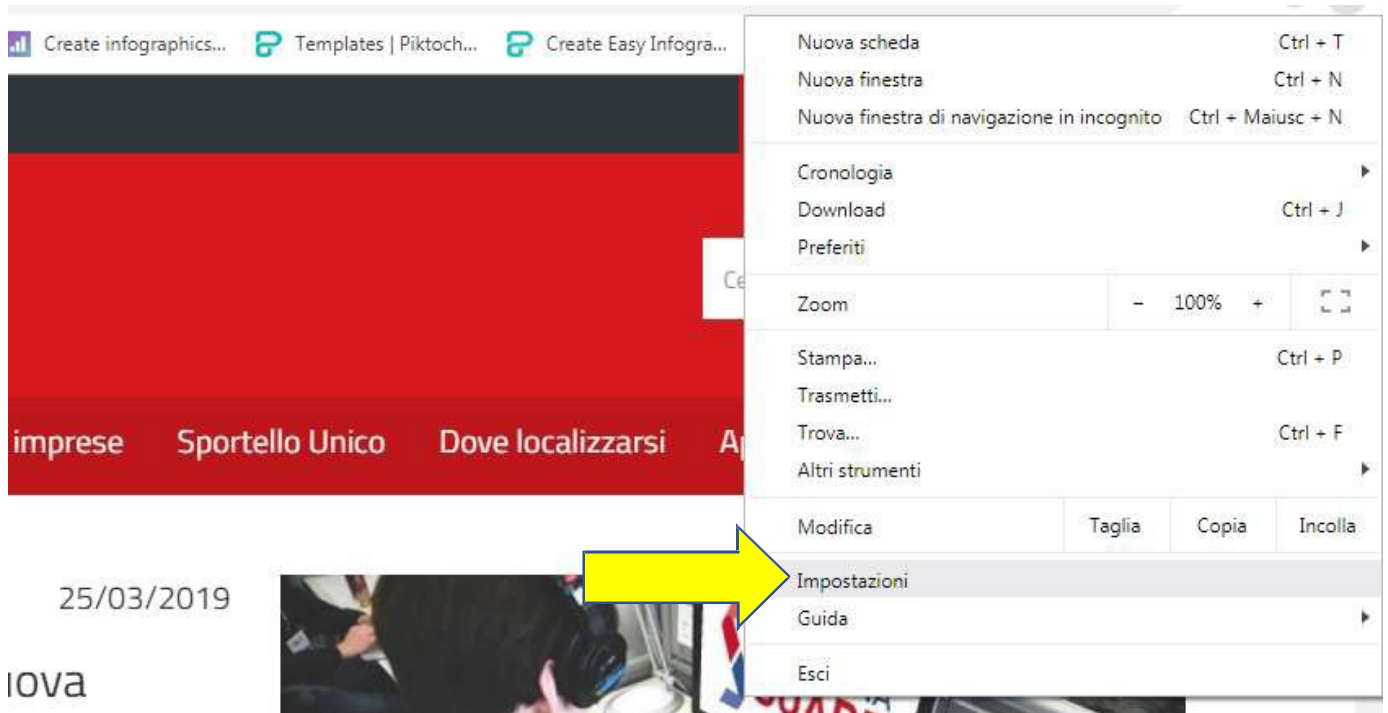 Create infographics...
Templates | Piktoch...
Create Easy Infogra...
Nuova scheda Ctrl + T
Nuova finestra Ctrl + N
Nuova finestra di navigazione in incognito Ctrl + Maiusc + N
Cronologia
Download Ctrl + J
Preferiti
Ce
Zoom - 100% +
Stampa... Ctrl + P
Trasmetti...
Trova... Ctrl + F
Altri strumenti
imprese Sportello Unico Dove localizzarsi
Modifica Taglia Copia Incolla
Impostazioni
Guida
Esci
25/03/2019
ova